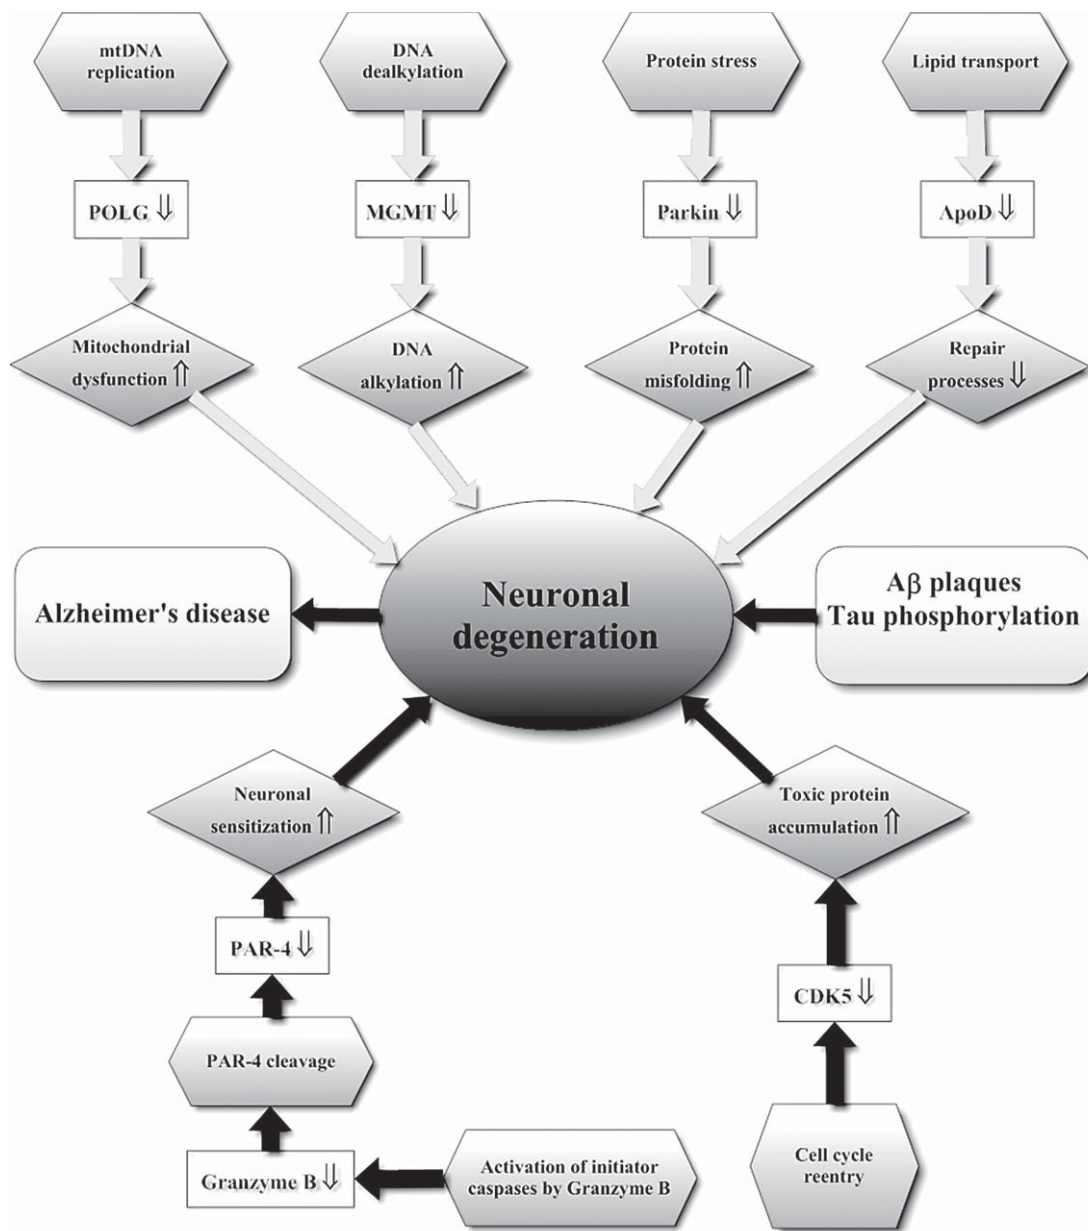 mtDNA
replication
DNA
dealkylation
Protein stress
Lipid transport
POLG ⇓
MGMT ⇓
Parkin ⇓
ApoD ⇓
Mitochondrial
dysfunction ⇑
DNA
alkylation ⇑
Protein
misfolding ⇑
Repair
processes ⇓
Alzheimer's disease
Neuronal
degeneration
Aβ plaques
Tau phosphorylation
Neuronal
sensitization ⇑
Toxic protein
accumulation ⇑
PAR-4 ⇓
CDK5 ⇓
PAR-4 cleavage
Granzyme B ⇓
Activation of initiator
caspases by Granzyme B
Cell cycle
reentry